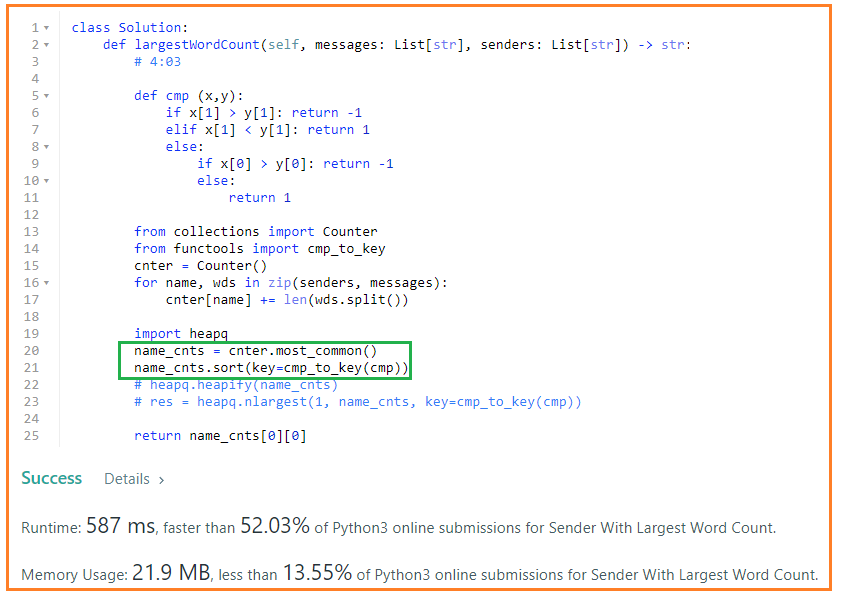 1 class Solution:
2 def largestWordCount(self, messages: List[str], senders: List[str]) -> str:
3 # 4:03
4
5 def cmp (x,y):
6 if x[1] > y[1]: return -1
7 elif x[1] < y[1]: return 1
8 else:
9 if x[0] > y[0]: return -1
10 else:
11 return 1
12
13 from collections import Counter
14 from functools import cmp_to_key
15 cnter = Counter()
16 for name, wds in zip(senders, messages):
17 cnter[name] += len(wds.split())
18
19 import heapq
20 name_cnts = cnter.most_common()
21 name_cnts.sort(key=cmp_to_key(cmp))
22 # heapq.heapify(name_cnts)
23 # res = heapq.nlargest(1, name_cnts, key=cmp_to_key(cmp))
24
25 return name_cnts[0][0]
Success Details >
Runtime: 587 ms, faster than 52.03% of Python3 online submissions for Sender With Largest Word Count.
Memory Usage: 21.9 MB, less than 13.55% of Python3 online submissions for Sender With Largest Word Count.